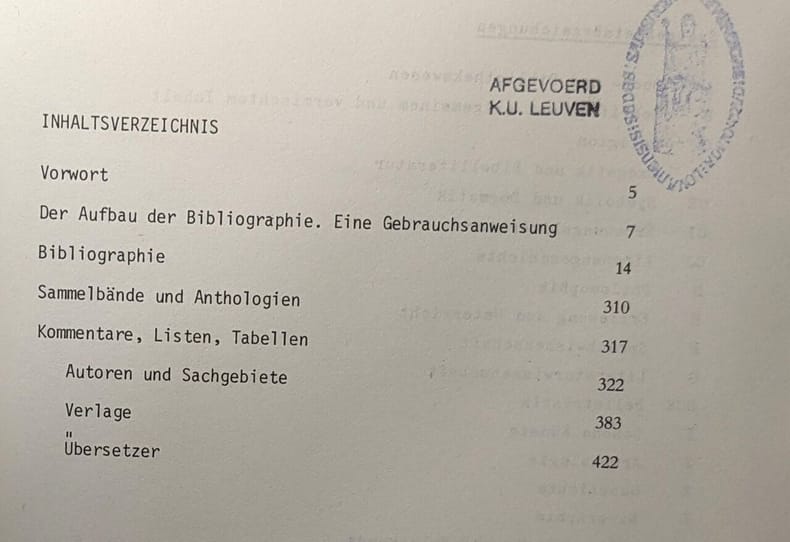 AFGEVOERD
K.U. LEUVEN
INHALTSVERZEICHNIS
Vorwort 5
Der Aufbau der Bibliographie. Eine Gebrauchsanweisung 7
Bibliographie 14
Sammelbände und Anthologien 310
Kommentare, Listen, Tabellen 317
Autoren und Sachgebiete 322
Verlage 383
Übersetzer 422